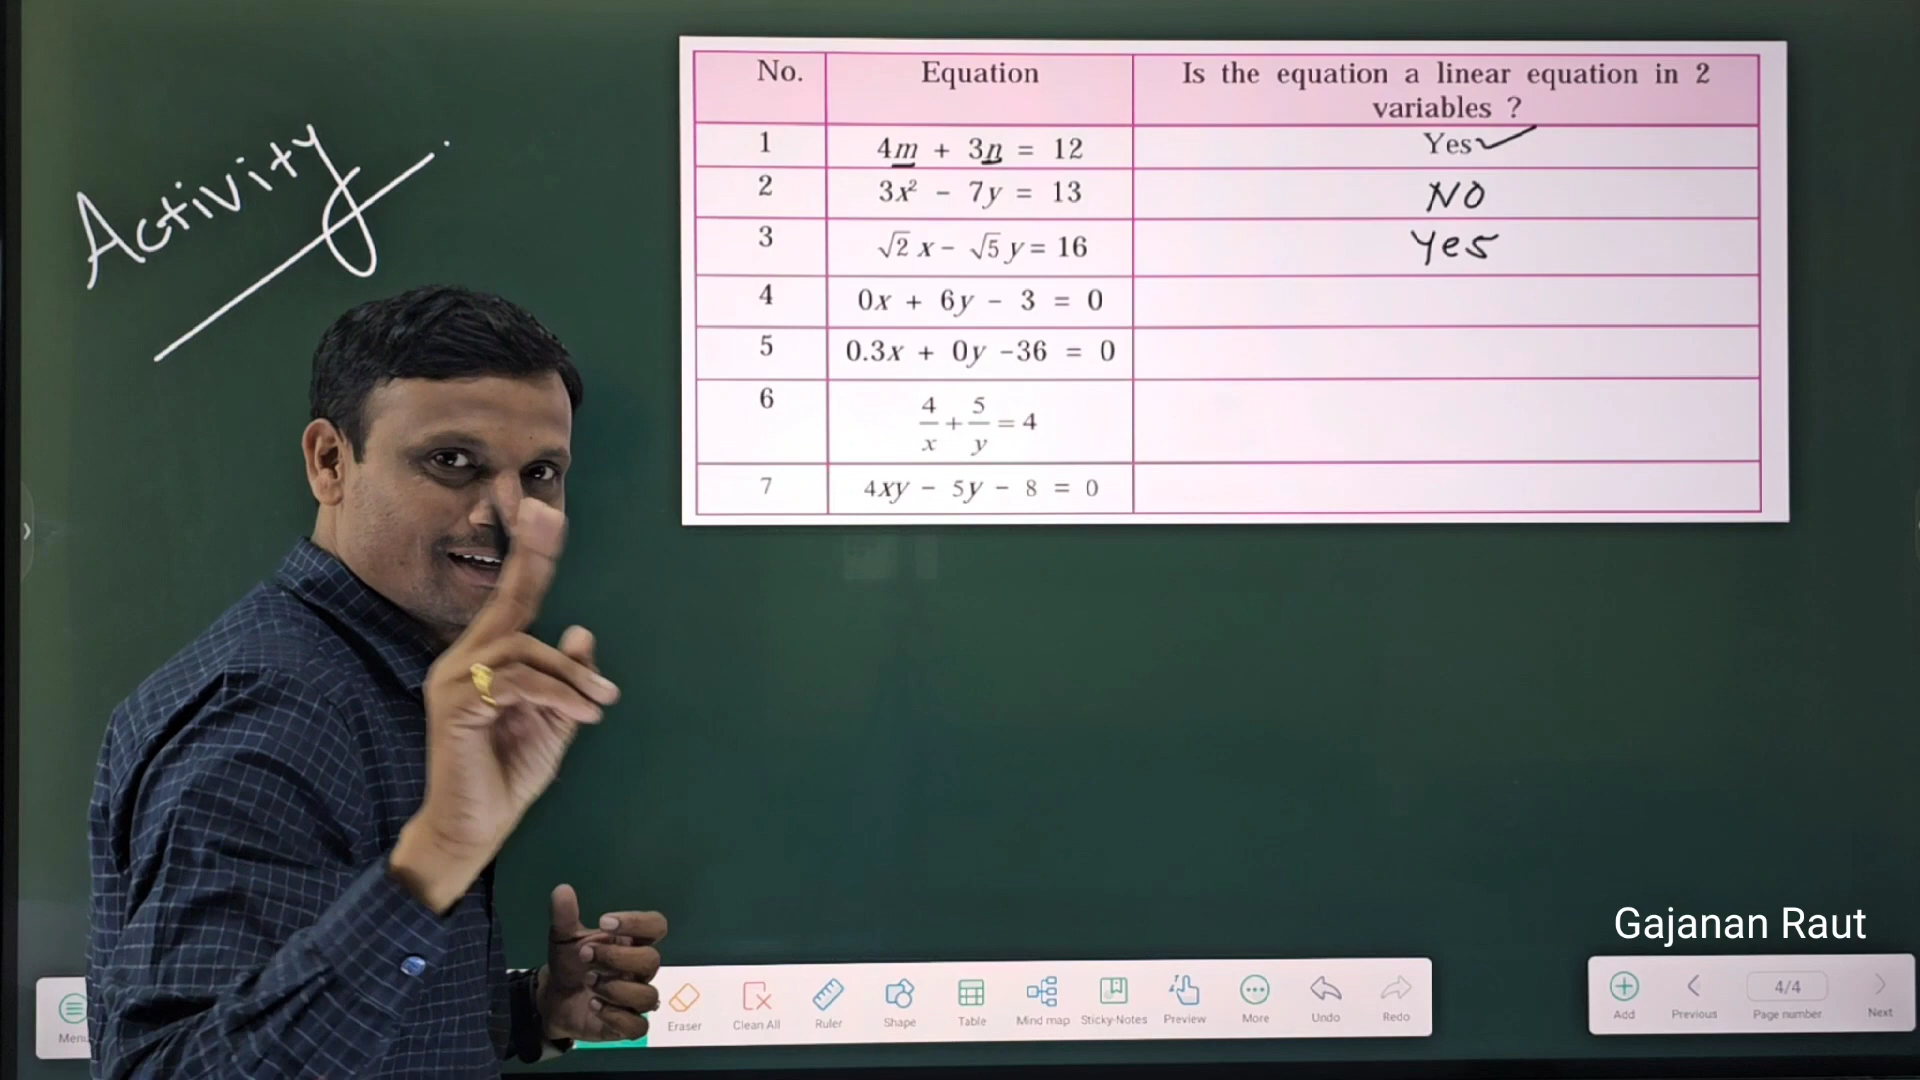 Activity
No. Equation Is the equation a linear equation in 2 variables ?
1 4m + 3n = 12 Yes ✓
2 3x² − 7y = 13 NO
3 √2 x − √5 y = 16 Yes
4 0x + 6y − 3 = 0
5 0.3x + 0y −36 = 0
6 4/x + 5/y = 4
7 4xy − 5y − 8 = 0
Gajanan Raut
Menu Eraser Clean All Ruler Shape Table Mind map Sticky-Notes Preview More Undo Redo
Add Previous 4/4 Page number Next